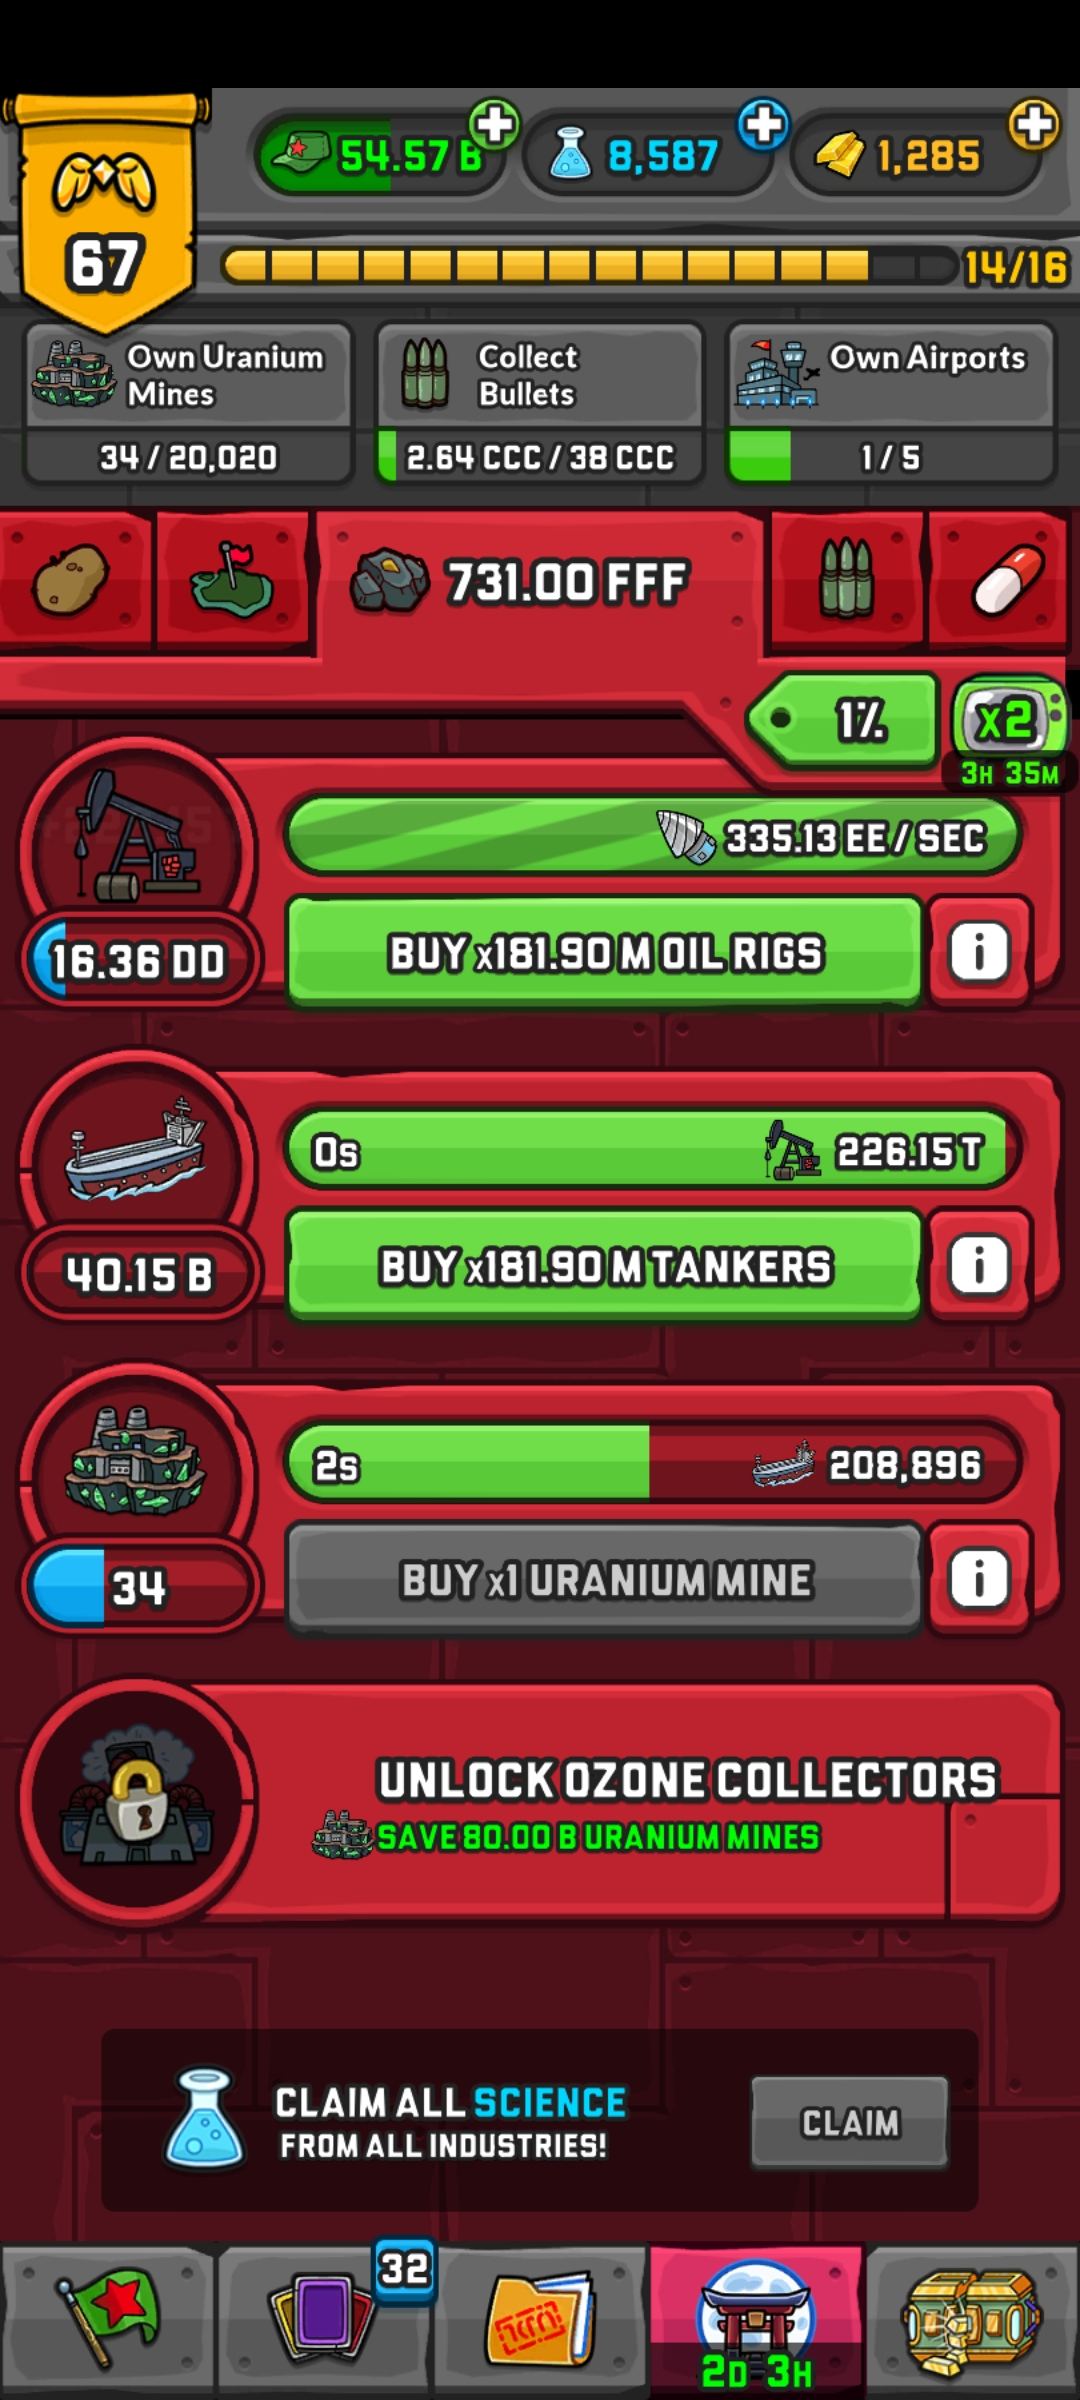 54.57 B
8,587
1,285
67
14/16
Own Uranium
Mines
34 / 20,020
Collect
Bullets
2.64 CCC / 38 CCC
Own Airports
1 / 5
731.00 FFF
1%
x2
3H 35M
335.13 EE / SEC
16.36 DD
BUY x181.90 M OIL RIGS
i
0s
226.15 T
40.15 B
BUY x181.90 M TANKERS
i
2s
208,896
34
BUY x1 URANIUM MINE
i
UNLOCK OZONE COLLECTORS
SAVE 80.00 B URANIUM MINES
CLAIM ALL SCIENCE
FROM ALL INDUSTRIES!
CLAIM
32
2D 3H